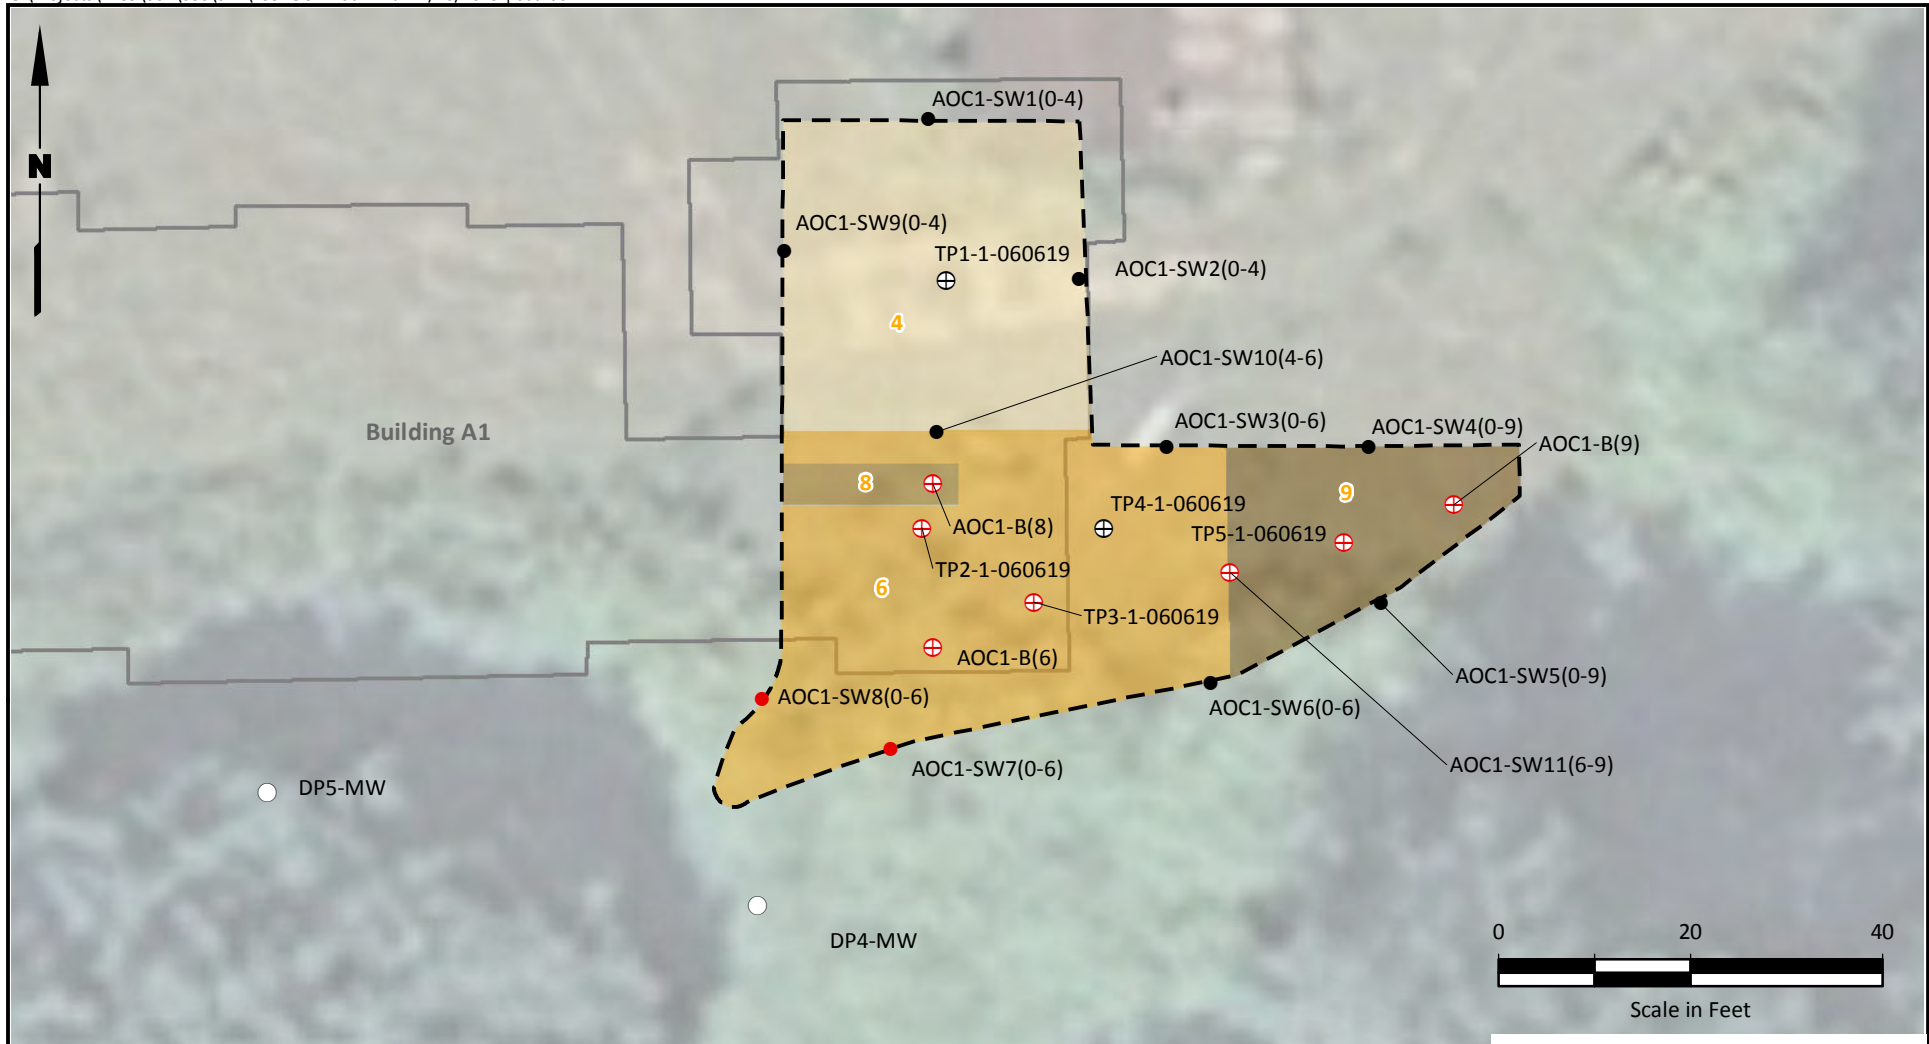 N
AOC1-SW1(0-4)
AOC1-SW9(0-4)
TP1-1-060619
AOC1-SW2(0-4)
4
AOC1-SW10(4-6)
Building A1
AOC1-SW3(0-6)
AOC1-SW4(0-9)
AOC1-B(9)
8
9
TP4-1-060619
AOC1-B(8)
TP5-1-060619
TP2-1-060619
6
TP3-1-060619
AOC1-B(6)
AOC1-SW5(0-9)
AOC1-SW8(0-6)
AOC1-SW6(0-6)
AOC1-SW7(0-6)
AOC1-SW11(6-9)
DP5-MW
DP4-MW
0 20 40
Scale in Feet